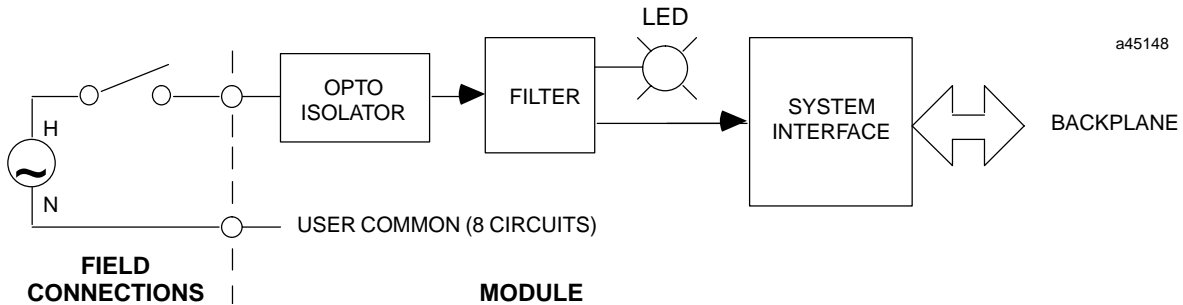 LED
a45148
OPTO
ISOLATOR
FILTER
SYSTEM
INTERFACE
BACKPLANE
H
~
N
USER COMMON (8 CIRCUITS)
FIELD
CONNECTIONS
MODULE